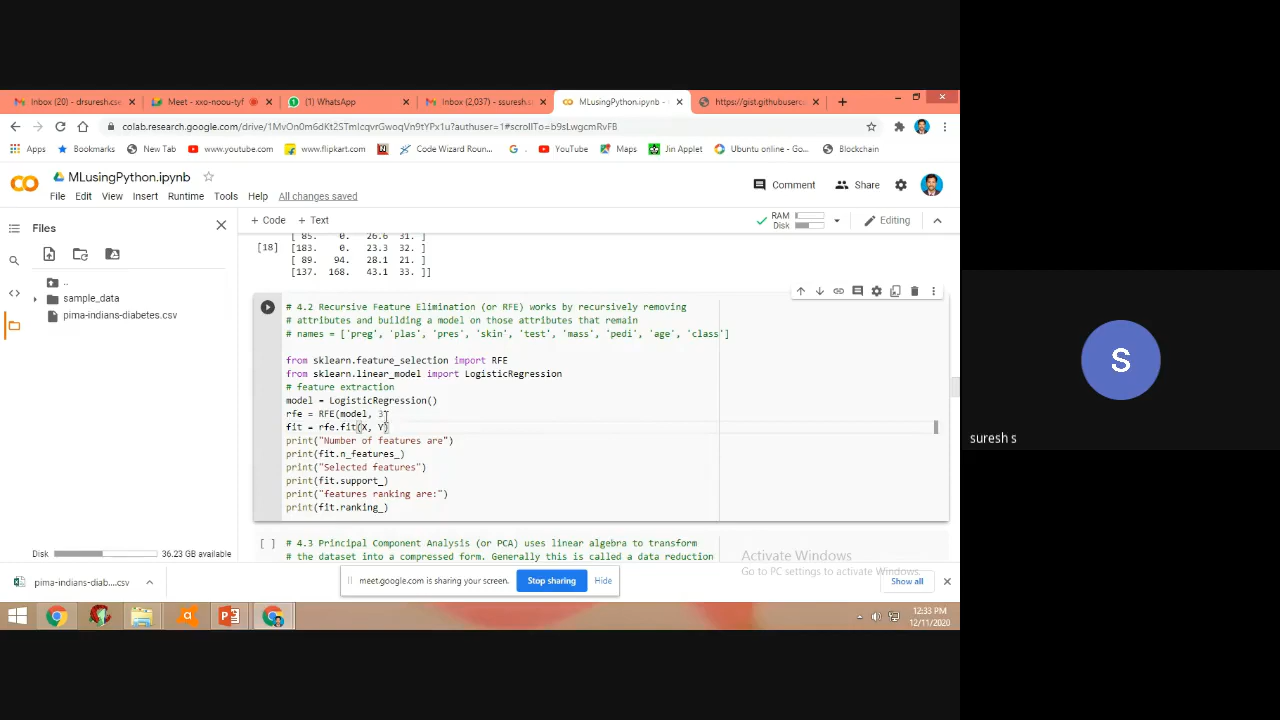 Inbox (20) - drsuresh.cse
Meet - xxo-noou-tyf
(1) WhatsApp
Inbox (2,037) - ssuresh.s
MLusingPython.ipynb -
https://gist.githubuserc
colab.research.google.com/drive/
Apps
Bookmarks
New Tab
www.youtube.com
www.flipkart.com
Code Wizard Roun...
G .
YouTube
Maps
Jin Applet
Ubuntu online - Go...
Blockchain
MLusingPython.ipynb
Comment
Share
File Edit View Insert Runtime Tools Help All changes saved
Files
+ Code + Text
RAM
Disk
Editing
[ 85. 0. 26.6 31. ]
[18] [183. 0. 23.3 32. ]
[ 89. 94. 28.1 21. ]
[137. 168. 43.1 33. ]]
..
sample_data
pima-indians-diabetes.csv
# 4.2 Recursive Feature Elimination (or RFE) works by recursively removing
# attributes and building a model on those attributes that remain
# names = ['preg', 'plas', 'pres', 'skin', 'test', 'mass', 'pedi', 'age', 'class']
from sklearn.feature_selection import RFE
from sklearn.linear_model import LogisticRegression
# feature extraction
model = LogisticRegression()
rfe = RFE(model, 3
fit = rfe.fit(X, Y)
print("Number of features are")
print(fit.n_features_)
print("Selected features")
print(fit.support_)
print("features ranking are:")
print(fit.ranking_)
[ ] # 4.3 Principal Component Analysis (or PCA) uses linear algebra to transform
# the dataset into a compressed form. Generally this is called a data reduction
Disk 36.23 GB available
Activate Windows
Go to PC settings to activate Windows.
pima-indians-diab....csv
meet.google.com is sharing your screen.
Stop sharing
Hide
Show all
12:33 PM
12/11/2020
S
suresh s